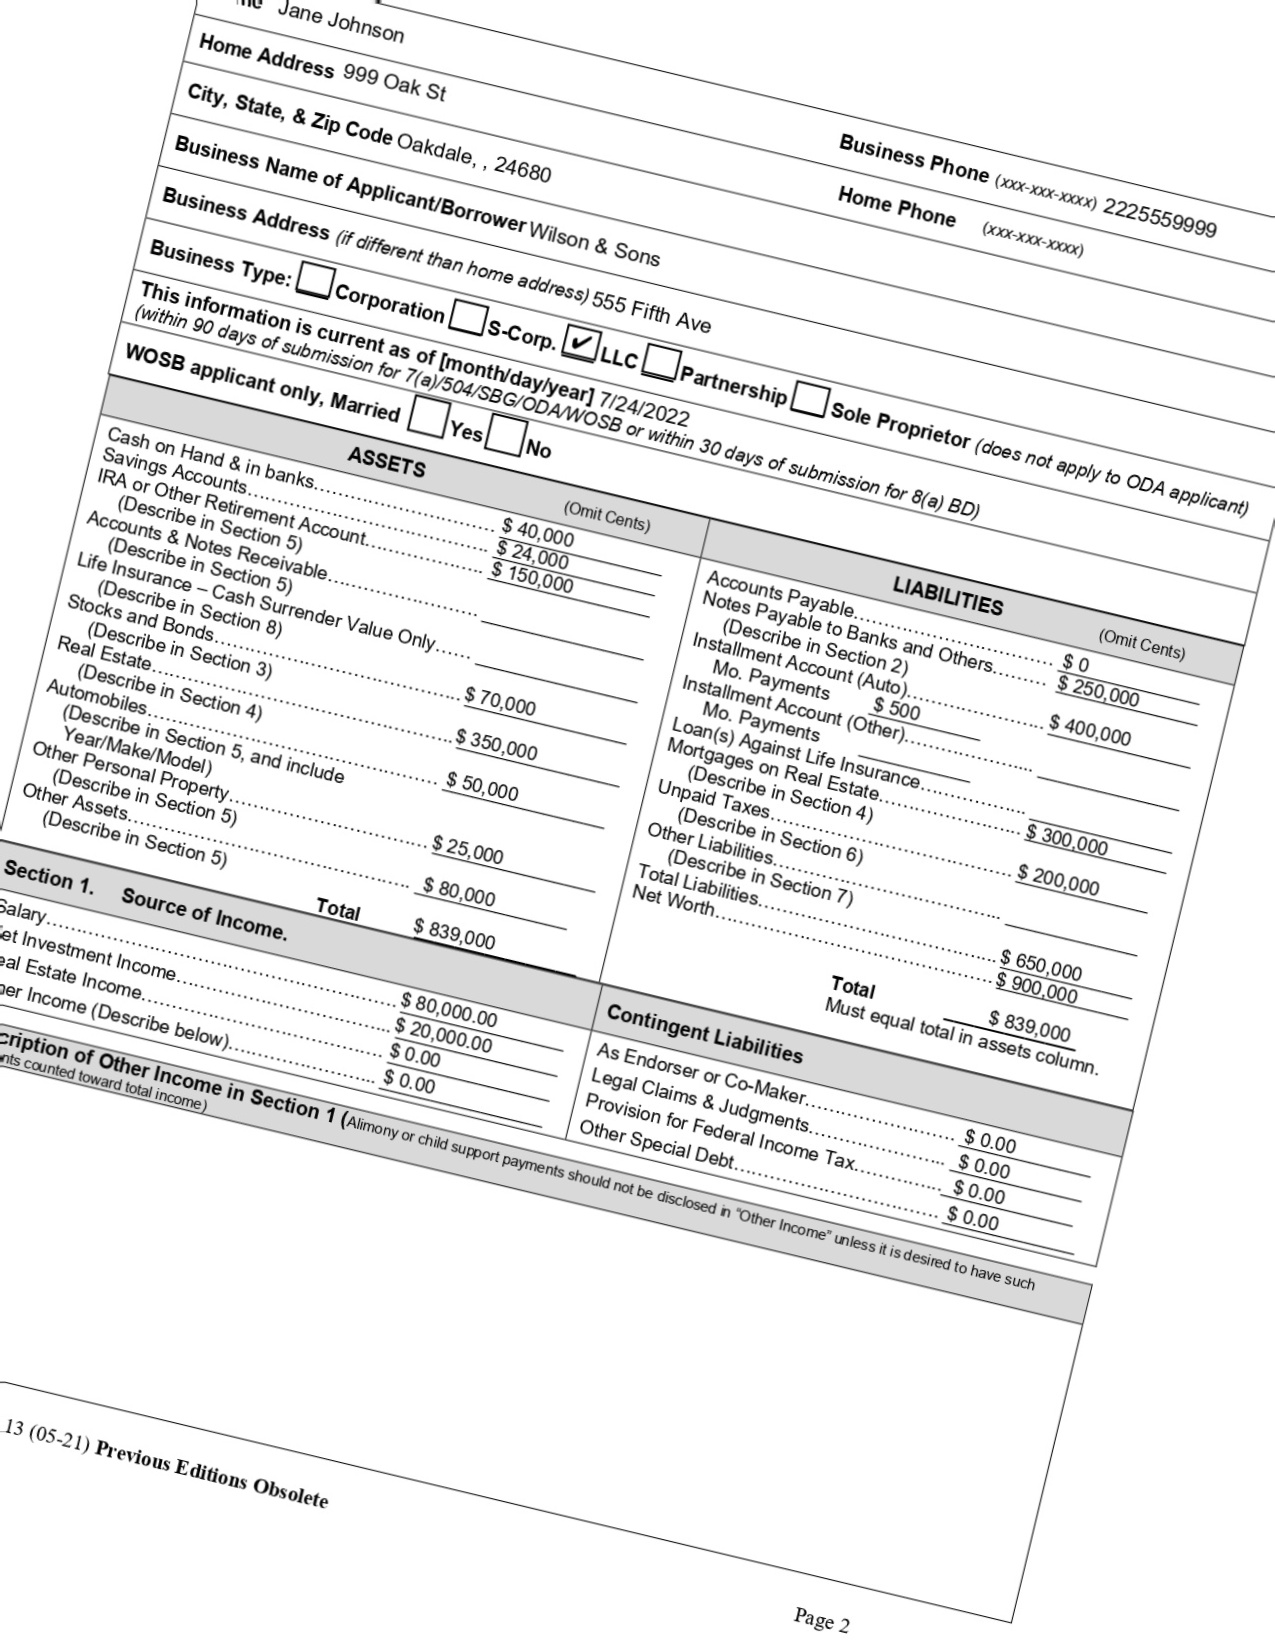 Jane Johnson
Home Address 999 Oak St
Business Phone (xxx-xxx-xxxx) 2225559999
City, State, & Zip Code Oakdale, , 24680
Home Phone (xxx-xxx-xxxx)
Business Name of Applicant/Borrower Wilson & Sons
Business Address (if different than home address) 555 Fifth Ave
Business Type: Corporation S-Corp. ✔ LLC Partnership Sole Proprietor (does not apply to ODA applicant)
This information is current as of [month/day/year] 7/24/2022
(within 90 days of submission for 7(a)/504/SBG/ODA/WOSB or within 30 days of submission for 8(a) BD)
WOSB applicant only, Married Yes No
ASSETS (Omit Cents)
Cash on Hand & in banks $ 40,000
Savings Accounts $ 24,000
IRA or Other Retirement Account $ 150,000
(Describe in Section 5)
Accounts & Notes Receivable
(Describe in Section 5)
Life Insurance – Cash Surrender Value Only
(Describe in Section 8)
Stocks and Bonds $ 70,000
(Describe in Section 3)
Real Estate $ 350,000
(Describe in Section 4)
Automobiles $ 50,000
(Describe in Section 5, and include
Year/Make/Model)
Other Personal Property $ 25,000
(Describe in Section 5)
Other Assets $ 80,000
(Describe in Section 5)
Total $ 839,000
LIABILITIES (Omit Cents)
Accounts Payable $ 0
Notes Payable to Banks and Others $ 250,000
(Describe in Section 2)
Installment Account (Auto) $ 400,000
Mo. Payments $ 500
Installment Account (Other)
Mo. Payments
Loan(s) Against Life Insurance
Mortgages on Real Estate $ 300,000
(Describe in Section 4)
Unpaid Taxes $ 200,000
(Describe in Section 6)
Other Liabilities
(Describe in Section 7)
Total Liabilities $ 650,000
Net Worth $ 900,000
Total $ 839,000
Must equal total in assets column.
Section 1. Source of Income.
Salary $ 80,000.00
et Investment Income $ 20,000.00
eal Estate Income $ 0.00
her Income (Describe below) $ 0.00
Contingent Liabilities
As Endorser or Co-Maker $ 0.00
Legal Claims & Judgments $ 0.00
Provision for Federal Income Tax $ 0.00
Other Special Debt $ 0.00
cription of Other Income in Section 1 (Alimony or child support payments should not be disclosed in "Other Income" unless it is desired to have such
nts counted toward total income)
13 (05-21) Previous Editions Obsolete
Page 2